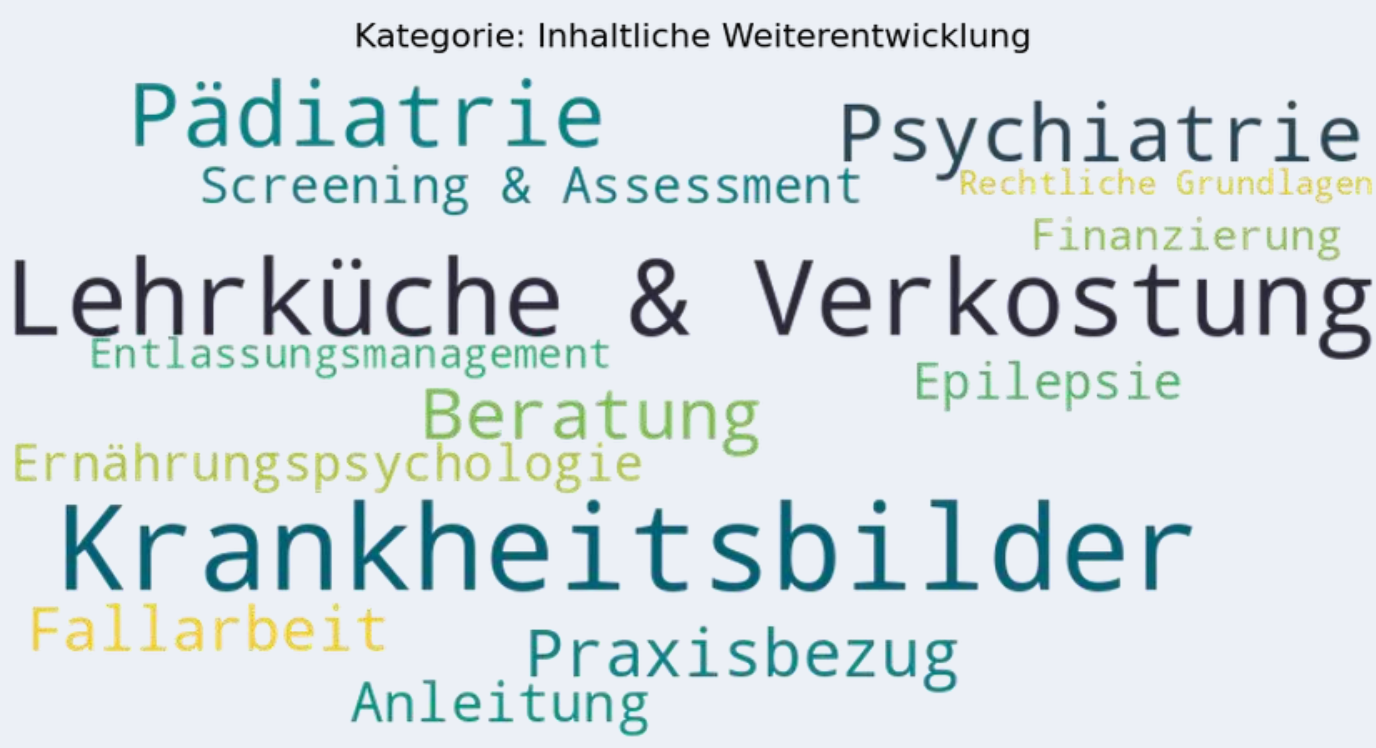 Kategorie: Inhaltliche Weiterentwicklung
Pädiatrie
Psychiatrie
Screening & Assessment
Rechtliche Grundlagen
Finanzierung
Lehrküche & Verkostung
Entlassungsmanagement
Epilepsie
Beratung
Ernährungspsychologie
Krankheitsbilder
Fallarbeit
Praxisbezug
Anleitung